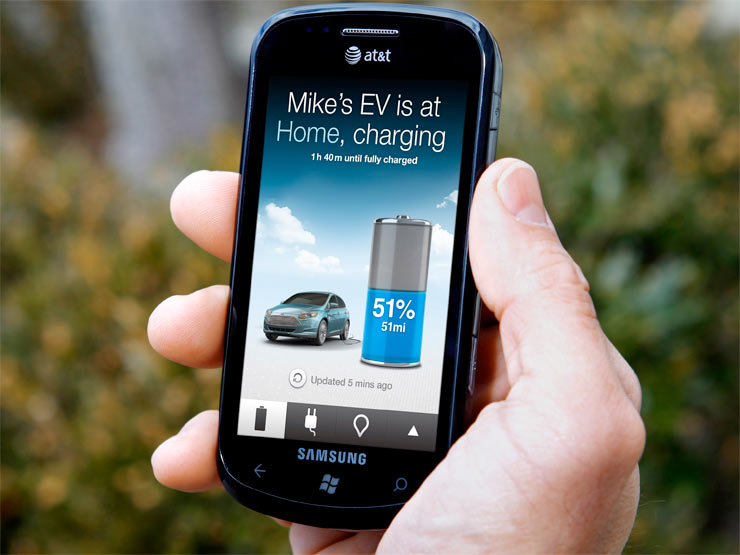 at&t
Mike's EV is at
Home, charging
1 h 40 m until fully charged
51%
51mi
Updated 5 mins ago
SAMSUNG